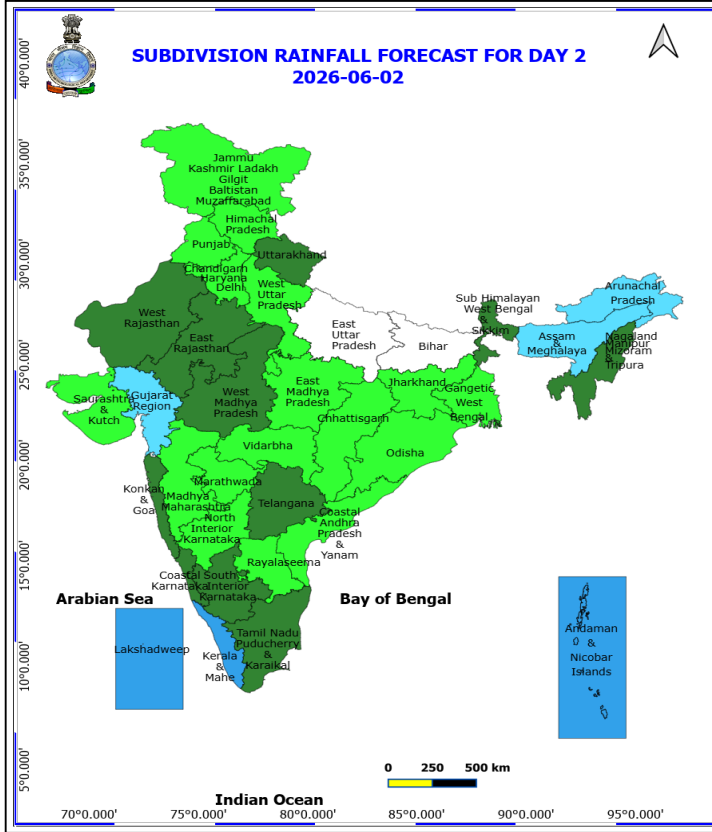 SUBDIVISION RAINFALL FORECAST FOR DAY 2
2026-06-02
40°0.000'
35°0.000'
30°0.000'
25°0.000'
20°0.000'
15°0.000'
10°0.000'
5°0.000'
Jammu
Kashmir Ladakh
Gilgit
Baltistan
Muzaffarabad
Himachal
Pradesh
Punjab
Uttarakhand
Chandigarh
Haryana
Delhi
West
Uttar
Pradesh
West
Rajasthan
East
Rajasthan
East
Uttar
Pradesh
Bihar
Sub Himalayan
West Bengal
&
Sikkim
Arunachal
Pradesh
Assam
&
Meghalaya
Nagaland
Manipur
Mizoram
&
Tripura
Saurashtra
&
Kutch
Gujarat
Region
West
Madhya
Pradesh
East
Madhya
Pradesh
Jharkhand
Gangetic
West
Bengal
Chhattisgarh
Odisha
Vidarbha
Konkan
&
Goa
Madhya
Maharashtra
Marathwada
Telangana
North
Interior
Karnataka
Coastal
Andhra
Pradesh
&
Yanam
Rayalaseema
Coastal
Karnataka
South
Interior
Karnataka
Arabian Sea
Bay of Bengal
Lakshadweep
Kerala
&
Mahe
Tamil Nadu
Puducherry
&
Karaikal
Andaman
&
Nicobar
Islands
0 250 500 km
Indian Ocean
70°0.000' 75°0.000' 80°0.000' 85°0.000' 90°0.000' 95°0.000'